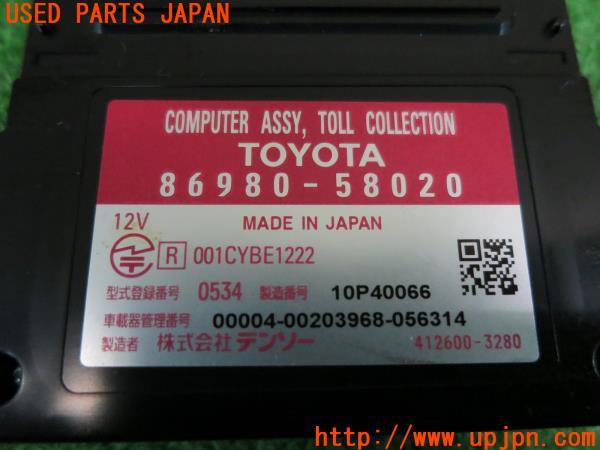 USED PARTS JAPAN
COMPUTER ASSY, TOLL COLLECTION
TOYOTA
86980-58020
12V
MADE IN JAPAN
R 001CYBE1222
型式登録番号 0534 製造番号 10P40066
車載器管理番号 00004-00203968-056314
製造者 株式会社デンソー 412600-3280
http://www.upjpn.com/